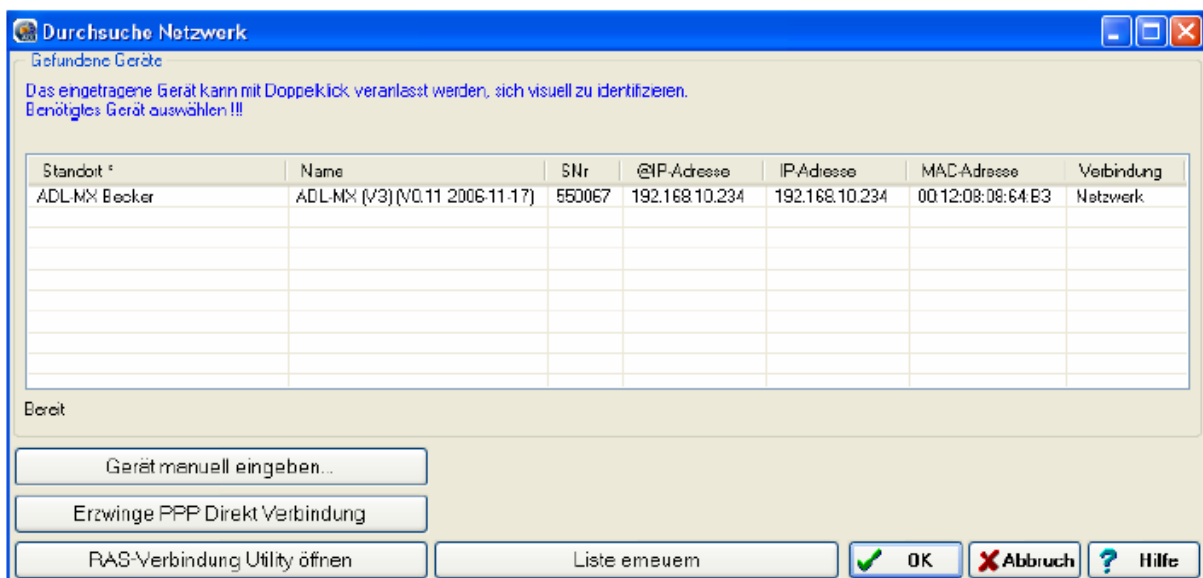 Durchsuche Netzwerk
Gefundene Geräte
Das eingetragene Gerät kann mit Doppelklick veranlasst werden, sich visuell zu identifizieren.
Benötigtes Gerät auswählen !!!
Standort * Name SNr @IP-Adresse IP-Adresse MAC-Adresse Verbindung
ADL-MX Becker ADL-MX (V3) (V0.11 2006-11-17) 550067 192.168.10.234 192.168.10.234 00:12:08:08:64:B3 Netzwerk
Bereit
Gerät manuell eingeben...
Erzwinge PPP Direkt Verbindung
RAS-Verbindung Utility öffnen Liste erneuern OK Abbruch ? Hilfe